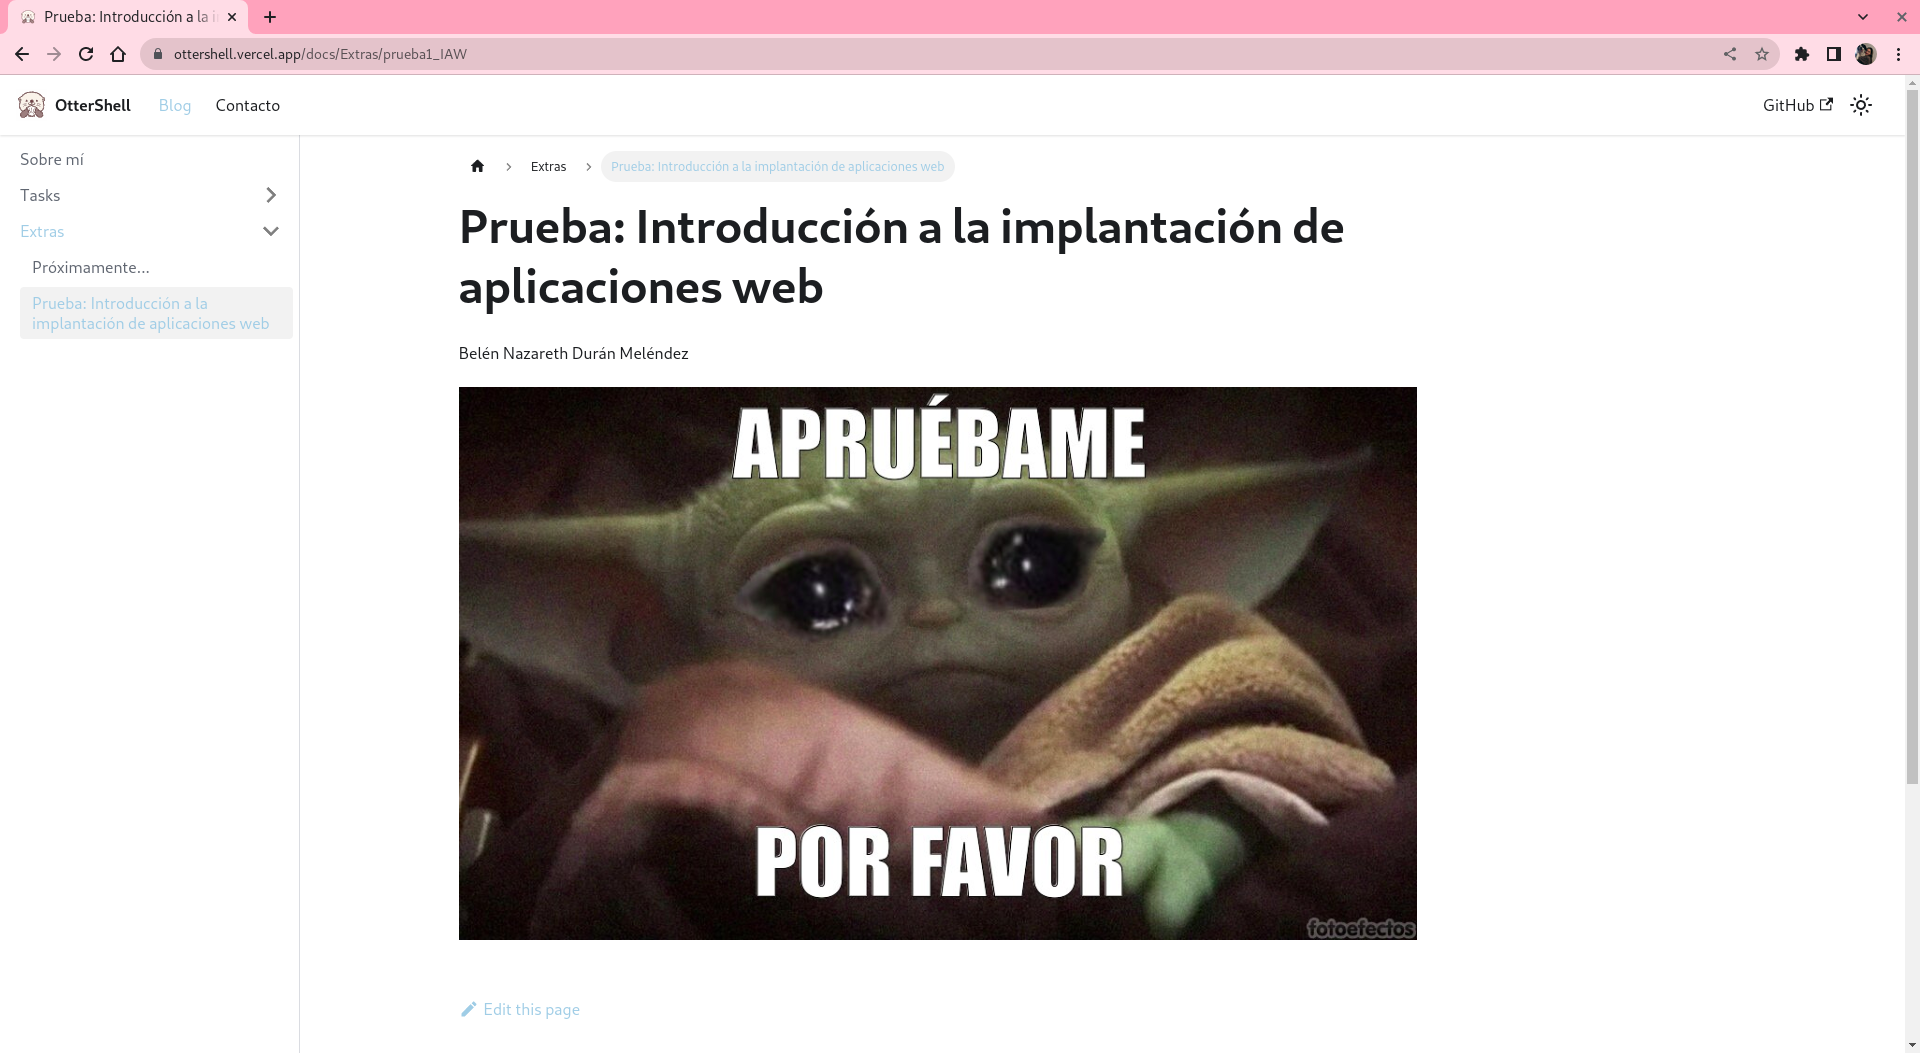 Prueba: Introducción a la i
ottershell.vercel.app/docs/Extras/prueba1_IAW
OtterShell
Blog
Contacto
GitHub
Sobre mí
Tasks
Extras
Próximamente...
Prueba: Introducción a la
implantación de aplicaciones web
Extras
Prueba: Introducción a la implantación de aplicaciones web
Prueba: Introducción a la implantación de
aplicaciones web
Belén Nazareth Durán Meléndez
APRUÉBAME
POR FAVOR
fotoefectos
Edit this page